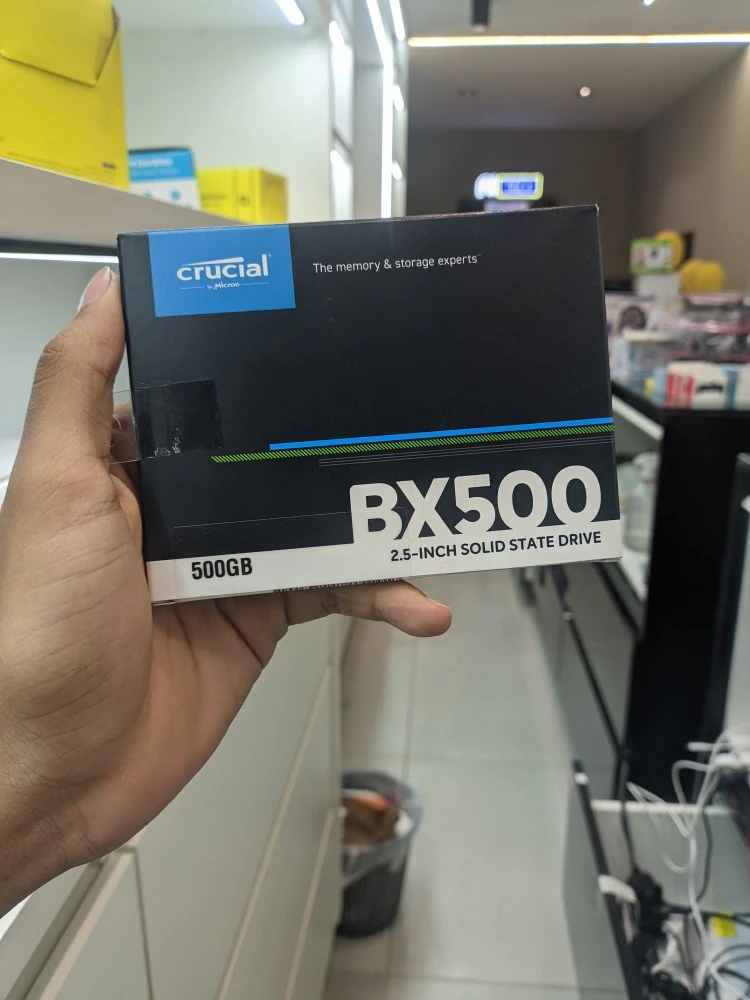 crucial
by Micron
The memory & storage experts™
BX500
2.5-INCH SOLID STATE DRIVE
500GB